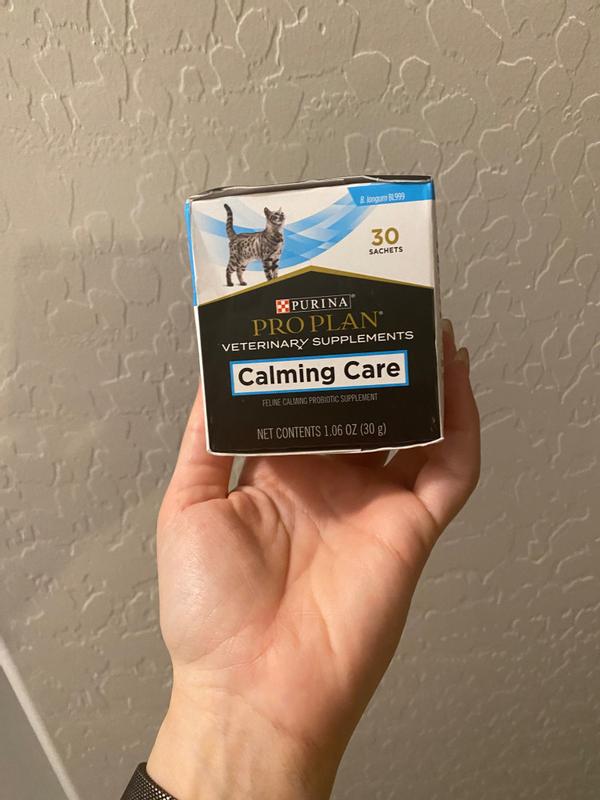 B. longum BL999
30
SACHETS
PURINA®
PRO PLAN®
VETERINARY SUPPLEMENTS
Calming Care
FELINE CALMING PROBIOTIC SUPPLEMENT
NET CONTENTS 1.06 OZ (30 g)